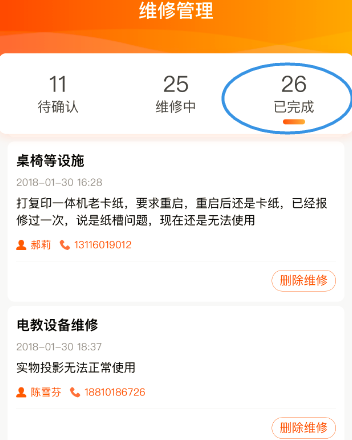 维修管理
11
25
26
待确认
维修中
已完成
桌椅等设施
2018-01-30 16:28
打复印一体机老卡纸，要求重启，重启后还是卡纸，已经报
修过一次，说是纸槽问题，现在还是无法使用
郝莉 13116019012
删除维修
电教设备维修
2018-01-30 18:37
实物投影无法正常使用
陈雪芬 18810186726
删除维修